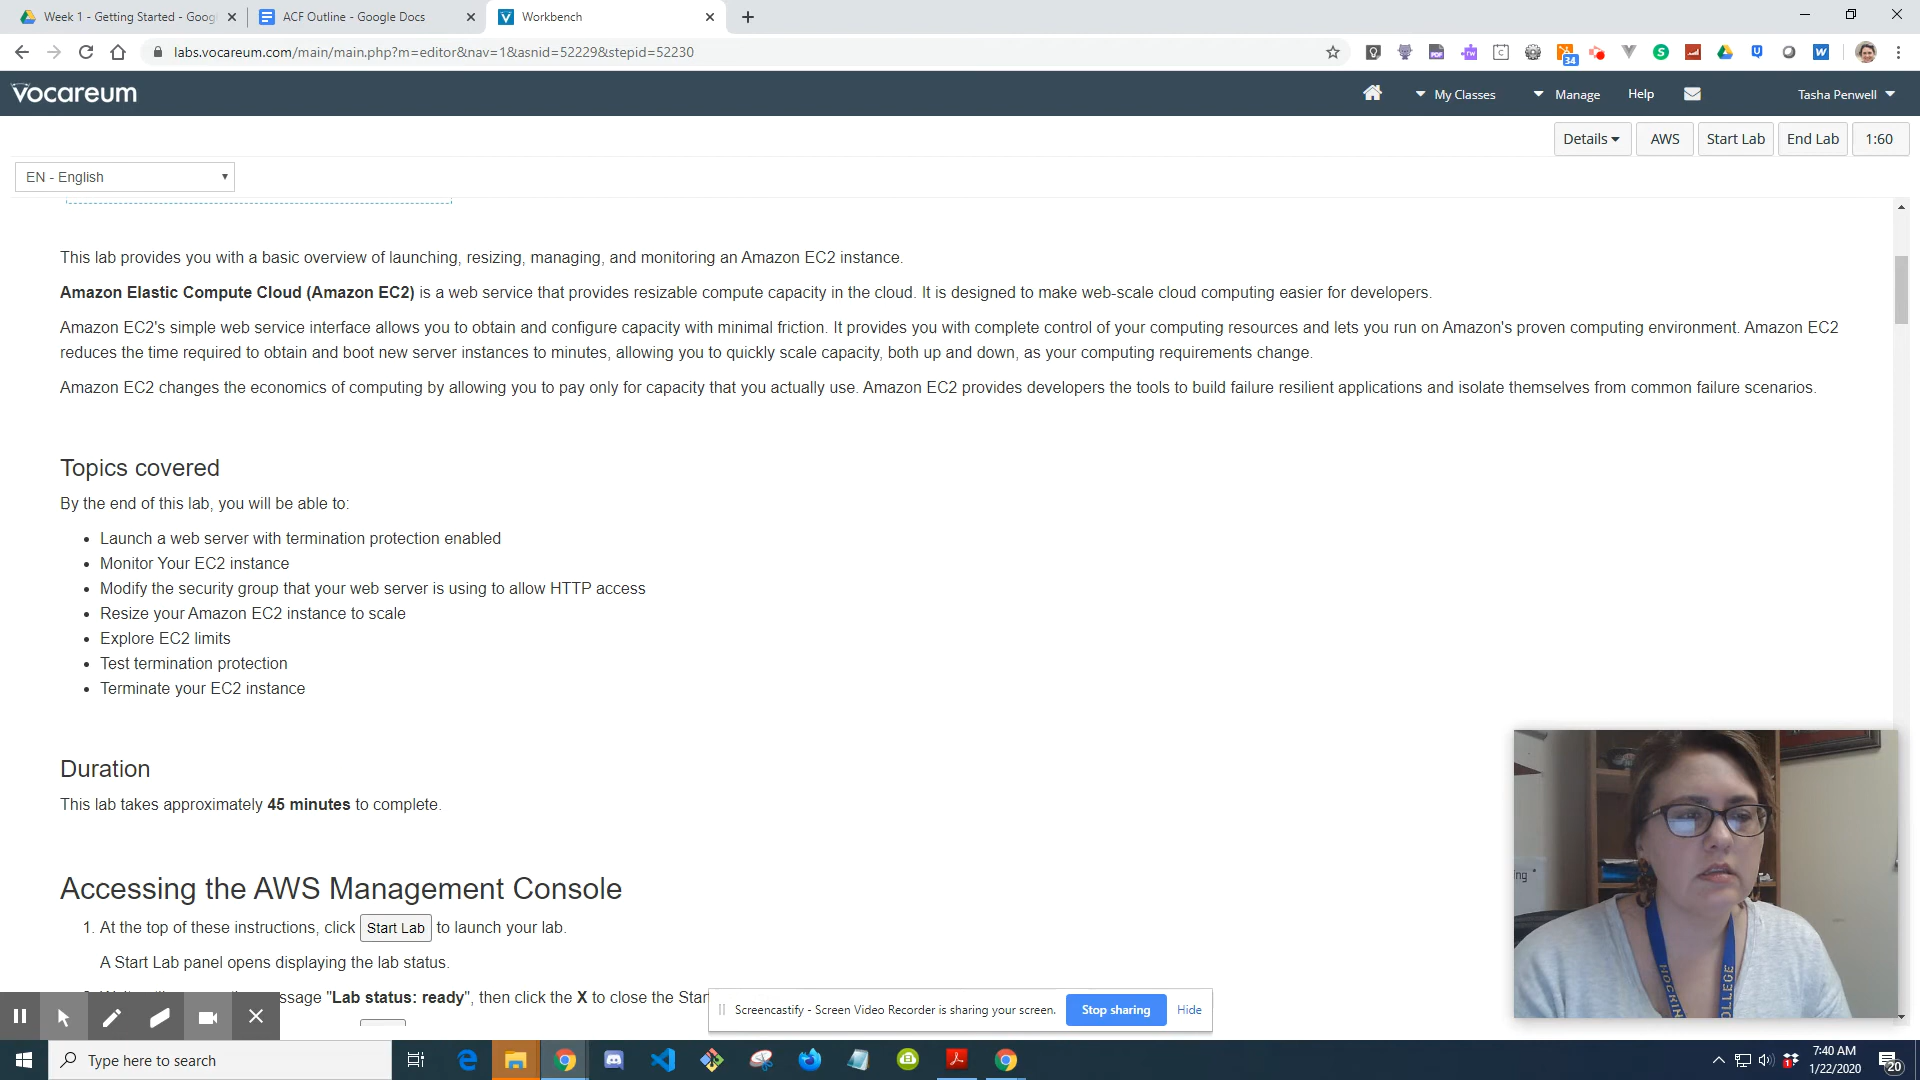 Week 1 - Getting Started - Goog
ACF Outline - Google Docs
Workbench
labs.vocareum.com/main/main.php?m=editor&nav=1&asnid=52229&stepid=52230
34
vocareum
My Classes
Manage
Help
Tasha Penwell
Details
AWS
Start Lab
End Lab
1:60
EN - English
This lab provides you with a basic overview of launching, resizing, managing, and monitoring an Amazon EC2 instance.
Amazon Elastic Compute Cloud (Amazon EC2) is a web service that provides resizable compute capacity in the cloud. It is designed to make web-scale cloud computing easier for developers.
Amazon EC2's simple web service interface allows you to obtain and configure capacity with minimal friction. It provides you with complete control of your computing resources and lets you run on Amazon's proven computing environment. Amazon EC2
reduces the time required to obtain and boot new server instances to minutes, allowing you to quickly scale capacity, both up and down, as your computing requirements change.
Amazon EC2 changes the economics of computing by allowing you to pay only for capacity that you actually use. Amazon EC2 provides developers the tools to build failure resilient applications and isolate themselves from common failure scenarios.
Topics covered
By the end of this lab, you will be able to:
• Launch a web server with termination protection enabled
• Monitor Your EC2 instance
• Modify the security group that your web server is using to allow HTTP access
• Resize your Amazon EC2 instance to scale
• Explore EC2 limits
• Test termination protection
• Terminate your EC2 instance
Duration
This lab takes approximately 45 minutes to complete.
Accessing the AWS Management Console
1. At the top of these instructions, click Start Lab to launch your lab.
A Start Lab panel opens displaying the lab status.
ssage "Lab status: ready", then click the X to close the Star
Screencastify - Screen Video Recorder is sharing your screen.
Stop sharing
Hide
Type here to search
7:40 AM
1/22/2020
20